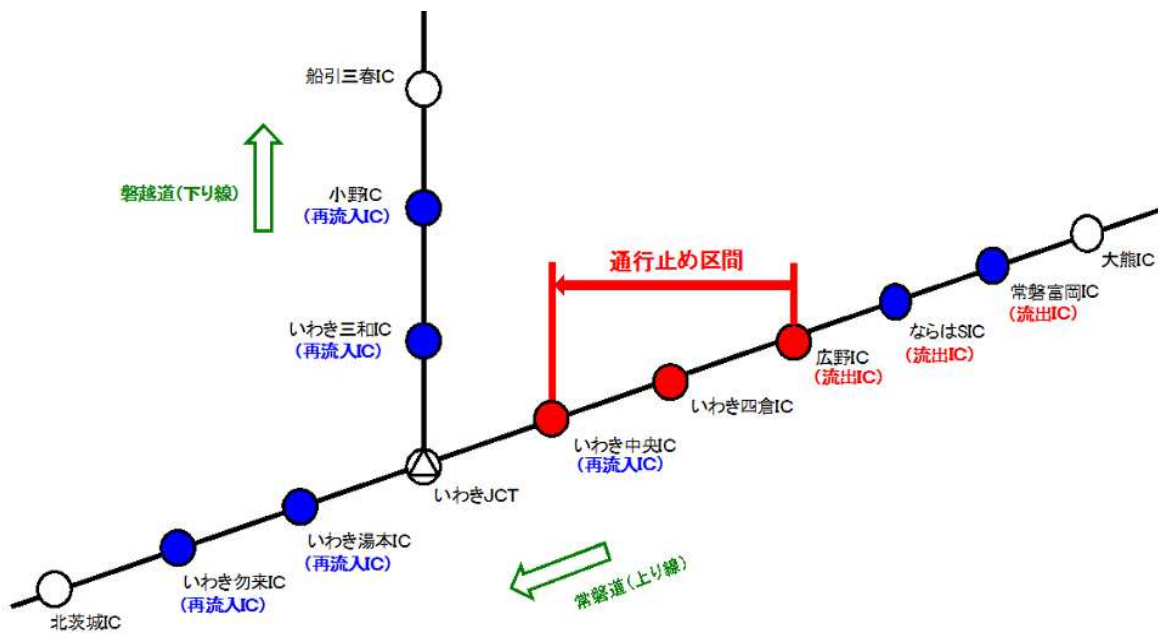 船引三春IC
磐越道(下り線)
小野IC
(再流入IC)
いわき三和IC
(再流入IC)
通行止め区間
大熊IC
常磐富岡IC
(流出IC)
ならはSIC
(流出IC)
広野IC
(流出IC)
いわき四倉IC
いわき中央IC
(再流入IC)
いわきJCT
いわき湯本IC
(再流入IC)
いわき勿来IC
(再流入IC)
北茨城IC
常磐道(上り線)